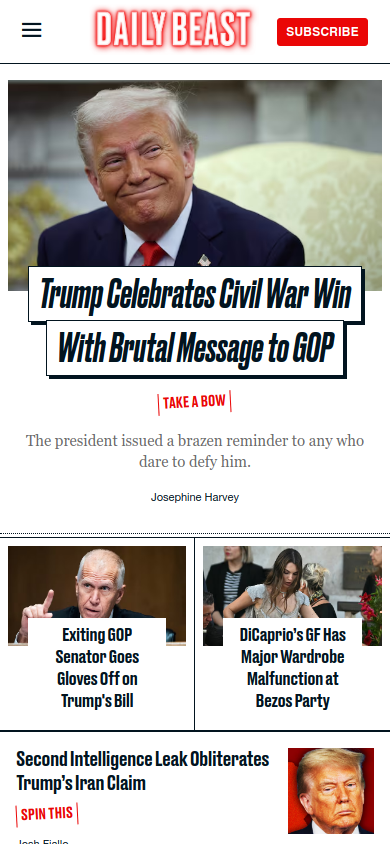 DAILY BEAST
SUBSCRIBE
Trump Celebrates Civil War Win
With Brutal Message to GOP
TAKE A BOW
The president issued a brazen reminder to any who
dare to defy him.
Josephine Harvey
Exiting GOP
Senator Goes
Gloves Off on
Trump's Bill
DiCaprio's GF Has
Major Wardrobe
Malfunction at
Bezos Party
Second Intelligence Leak Obliterates
Trump's Iran Claim
SPIN THIS